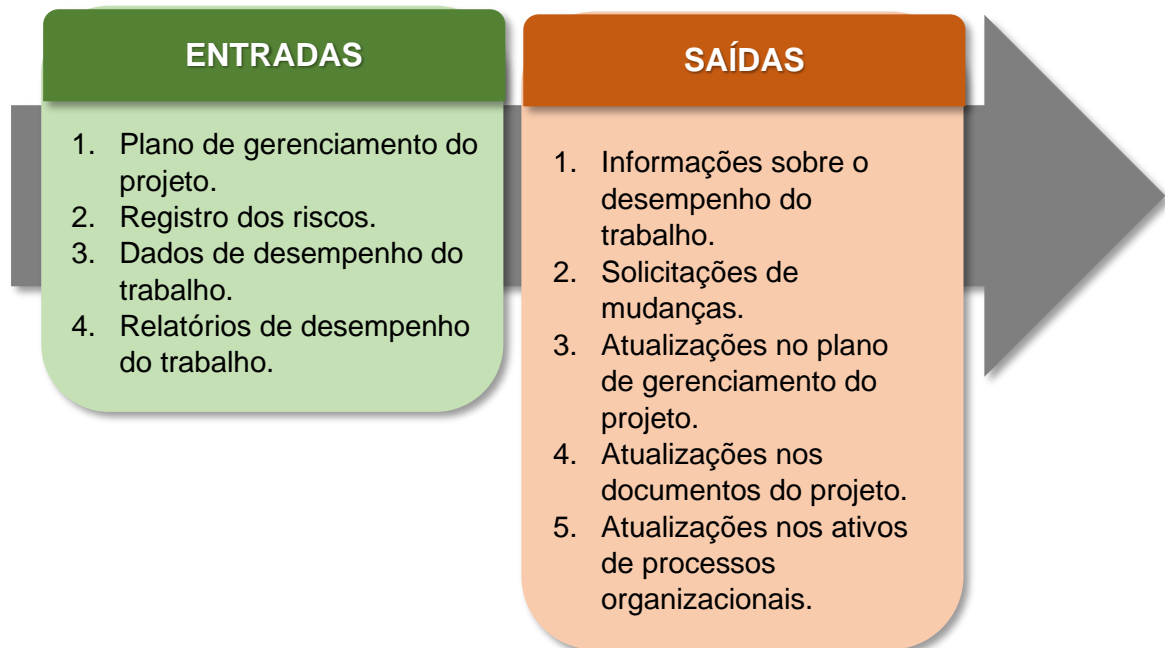 ENTRADAS
1. Plano de gerenciamento do
projeto.
2. Registro dos riscos.
3. Dados de desempenho do
trabalho.
4. Relatórios de desempenho
do trabalho.
SAÍDAS
1. Informações sobre o
desempenho do
trabalho.
2. Solicitações de
mudanças.
3. Atualizações no plano
de gerenciamento do
projeto.
4. Atualizações nos
documentos do projeto.
5. Atualizações nos ativos
de processos
organizacionais.